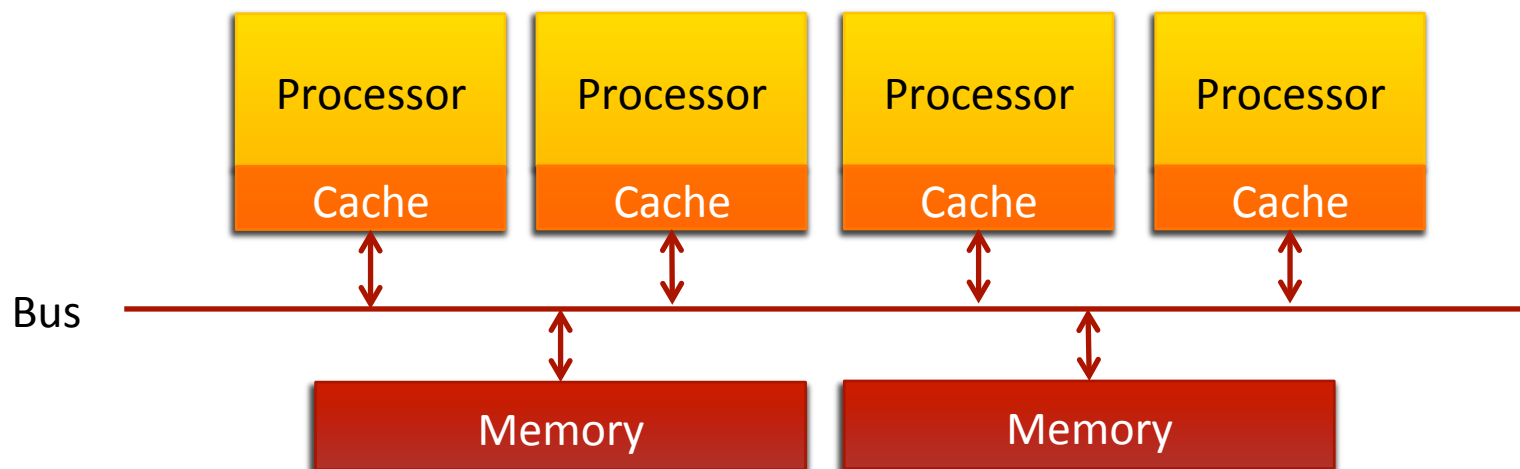 Processor Processor Processor Processor
Cache Cache Cache Cache
Bus
Memory Memory